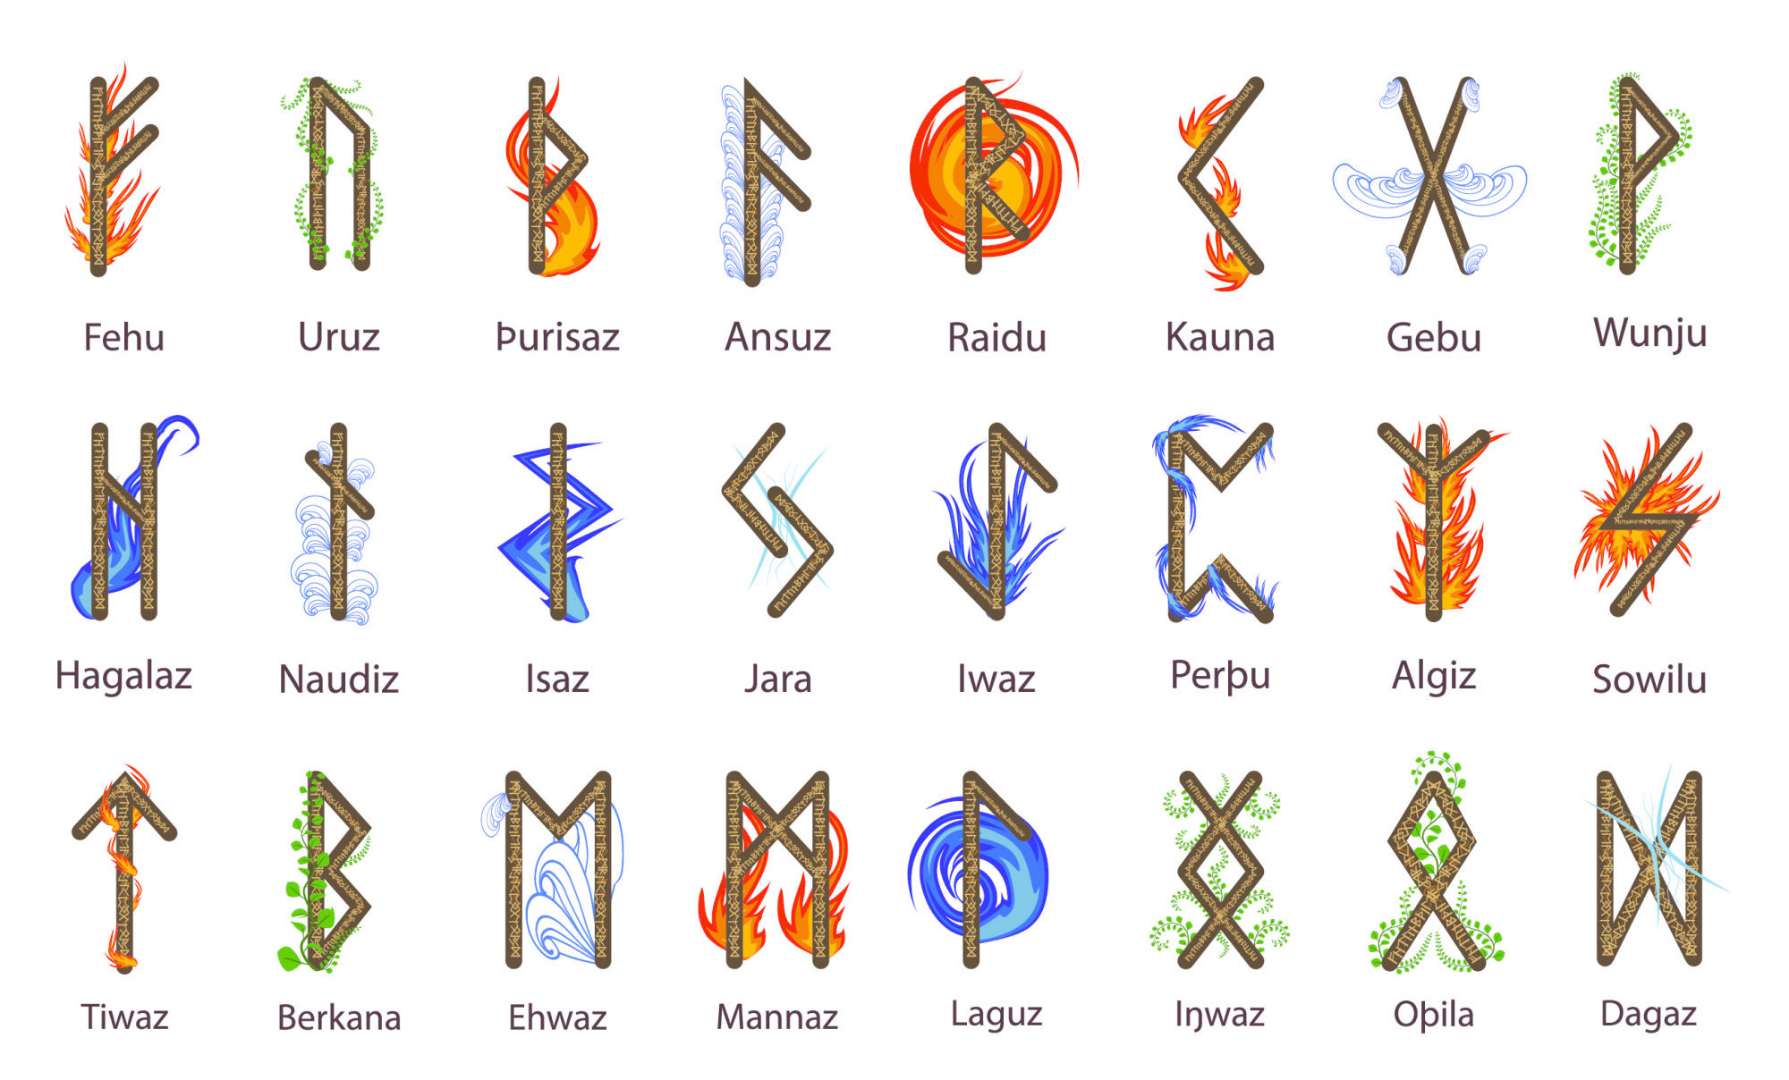 Fehu Uruz Þurisaz Ansuz Raidu Kauna Gebu Wunju
Hagalaz Naudiz Isaz Jara Iwaz Perþu Algiz Sowilu
Tiwaz Berkana Ehwaz Mannaz Laguz Iŋwaz Oþila Dagaz